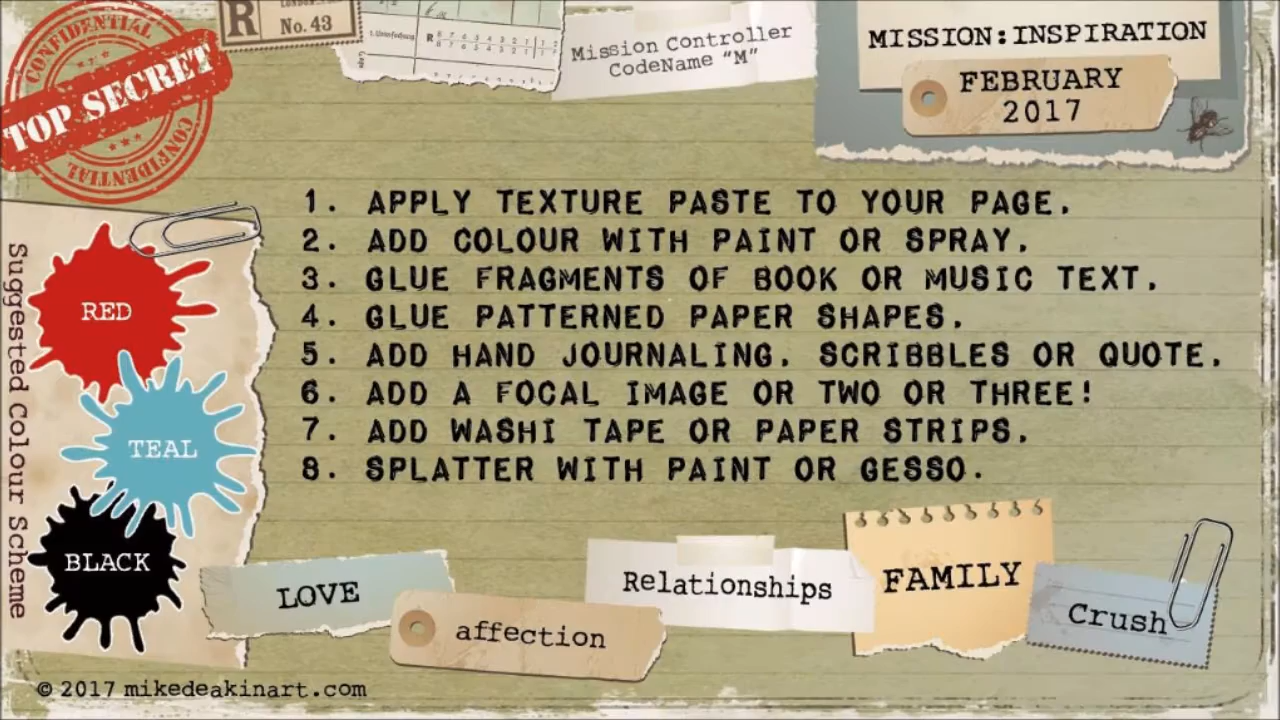 CONFIDENTIAL
TOP SECRET
CONFIDENTIAL
R
No. 43
Mission Controller
CodeName "M"
MISSION:INSPIRATION
FEBRUARY
2017
1. APPLY TEXTURE PASTE TO YOUR PAGE.
2. ADD COLOUR WITH PAINT OR SPRAY.
3. GLUE FRAGMENTS OF BOOK OR MUSIC TEXT.
4. GLUE PATTERNED PAPER SHAPES.
5. ADD HAND JOURNALING. SCRIBBLES OR QUOTE.
6. ADD A FOCAL IMAGE OR TWO OR THREE!
7. ADD WASHI TAPE OR PAPER STRIPS.
8. SPLATTER WITH PAINT OR GESSO.
Suggested Colour Scheme
RED
TEAL
BLACK
LOVE
affection
Relationships
FAMILY
Crush
© 2017 mikedeakinart.com